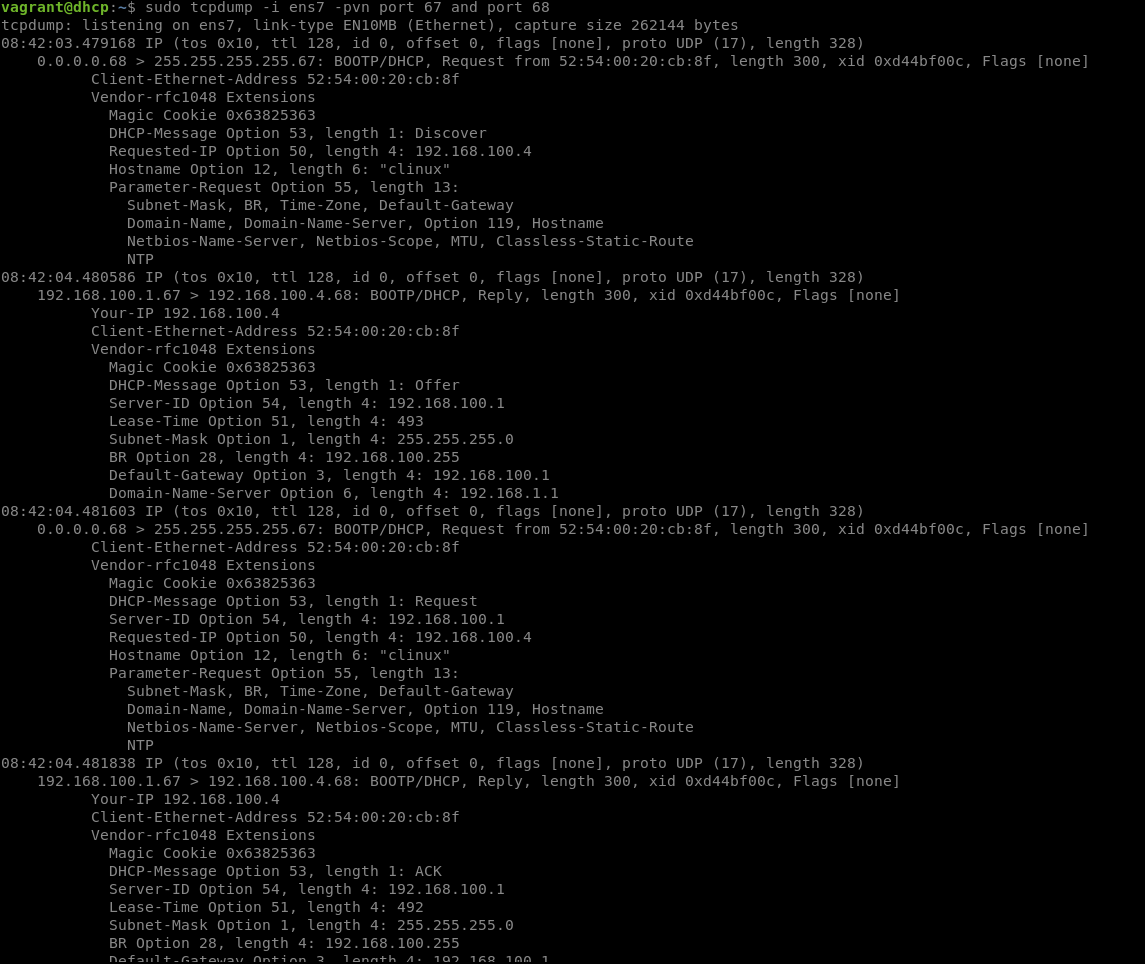 vagrant@dhcp:~$ sudo tcpdump -i ens7 -pvn port 67 and port 68
tcpdump: listening on ens7, link-type EN10MB (Ethernet), capture size 262144 bytes
08:42:03.479168 IP (tos 0x10, ttl 128, id 0, offset 0, flags [none], proto UDP (17), length 328)
    0.0.0.0.68 > 255.255.255.255.67: BOOTP/DHCP, Request from 52:54:00:20:cb:8f, length 300, xid 0xd44bf00c, Flags [none]
          Client-Ethernet-Address 52:54:00:20:cb:8f
          Vendor-rfc1048 Extensions
            Magic Cookie 0x63825363
            DHCP-Message Option 53, length 1: Discover
            Requested-IP Option 50, length 4: 192.168.100.4
            Hostname Option 12, length 6: "clinux"
            Parameter-Request Option 55, length 13:
              Subnet-Mask, BR, Time-Zone, Default-Gateway
              Domain-Name, Domain-Name-Server, Option 119, Hostname
              Netbios-Name-Server, Netbios-Scope, MTU, Classless-Static-Route
              NTP
08:42:04.480586 IP (tos 0x10, ttl 128, id 0, offset 0, flags [none], proto UDP (17), length 328)
    192.168.100.1.67 > 192.168.100.4.68: BOOTP/DHCP, Reply, length 300, xid 0xd44bf00c, Flags [none]
          Your-IP 192.168.100.4
          Client-Ethernet-Address 52:54:00:20:cb:8f
          Vendor-rfc1048 Extensions
            Magic Cookie 0x63825363
            DHCP-Message Option 53, length 1: Offer
            Server-ID Option 54, length 4: 192.168.100.1
            Lease-Time Option 51, length 4: 493
            Subnet-Mask Option 1, length 4: 255.255.255.0
            BR Option 28, length 4: 192.168.100.255
            Default-Gateway Option 3, length 4: 192.168.100.1
            Domain-Name-Server Option 6, length 4: 192.168.1.1
08:42:04.481603 IP (tos 0x10, ttl 128, id 0, offset 0, flags [none], proto UDP (17), length 328)
    0.0.0.0.68 > 255.255.255.255.67: BOOTP/DHCP, Request from 52:54:00:20:cb:8f, length 300, xid 0xd44bf00c, Flags [none]
          Client-Ethernet-Address 52:54:00:20:cb:8f
          Vendor-rfc1048 Extensions
            Magic Cookie 0x63825363
            DHCP-Message Option 53, length 1: Request
            Server-ID Option 54, length 4: 192.168.100.1
            Requested-IP Option 50, length 4: 192.168.100.4
            Hostname Option 12, length 6: "clinux"
            Parameter-Request Option 55, length 13:
              Subnet-Mask, BR, Time-Zone, Default-Gateway
              Domain-Name, Domain-Name-Server, Option 119, Hostname
              Netbios-Name-Server, Netbios-Scope, MTU, Classless-Static-Route
              NTP
08:42:04.481838 IP (tos 0x10, ttl 128, id 0, offset 0, flags [none], proto UDP (17), length 328)
    192.168.100.1.67 > 192.168.100.4.68: BOOTP/DHCP, Reply, length 300, xid 0xd44bf00c, Flags [none]
          Your-IP 192.168.100.4
          Client-Ethernet-Address 52:54:00:20:cb:8f
          Vendor-rfc1048 Extensions
            Magic Cookie 0x63825363
            DHCP-Message Option 53, length 1: ACK
            Server-ID Option 54, length 4: 192.168.100.1
            Lease-Time Option 51, length 4: 492
            Subnet-Mask Option 1, length 4: 255.255.255.0
            BR Option 28, length 4: 192.168.100.255
            Default-Gateway Option 3, length 4: 192.168.100.1